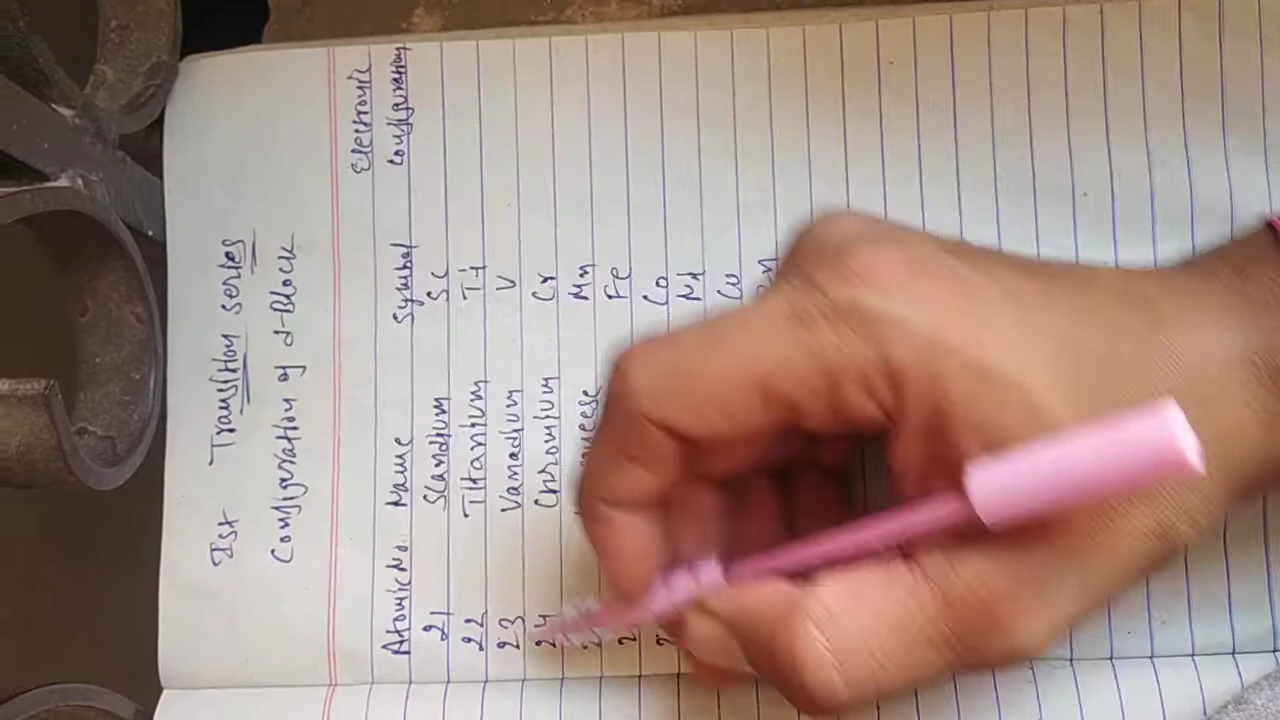 Ist Transition series
Configuration of d-Block
Electronic
Atomic No. Name Symbol Configuration
21 Scandium Sc
22 Titanium Ti
23 Vanadium V
24 Chromium Cr
Mn
Fe
Co
Ni
Cu
Zn